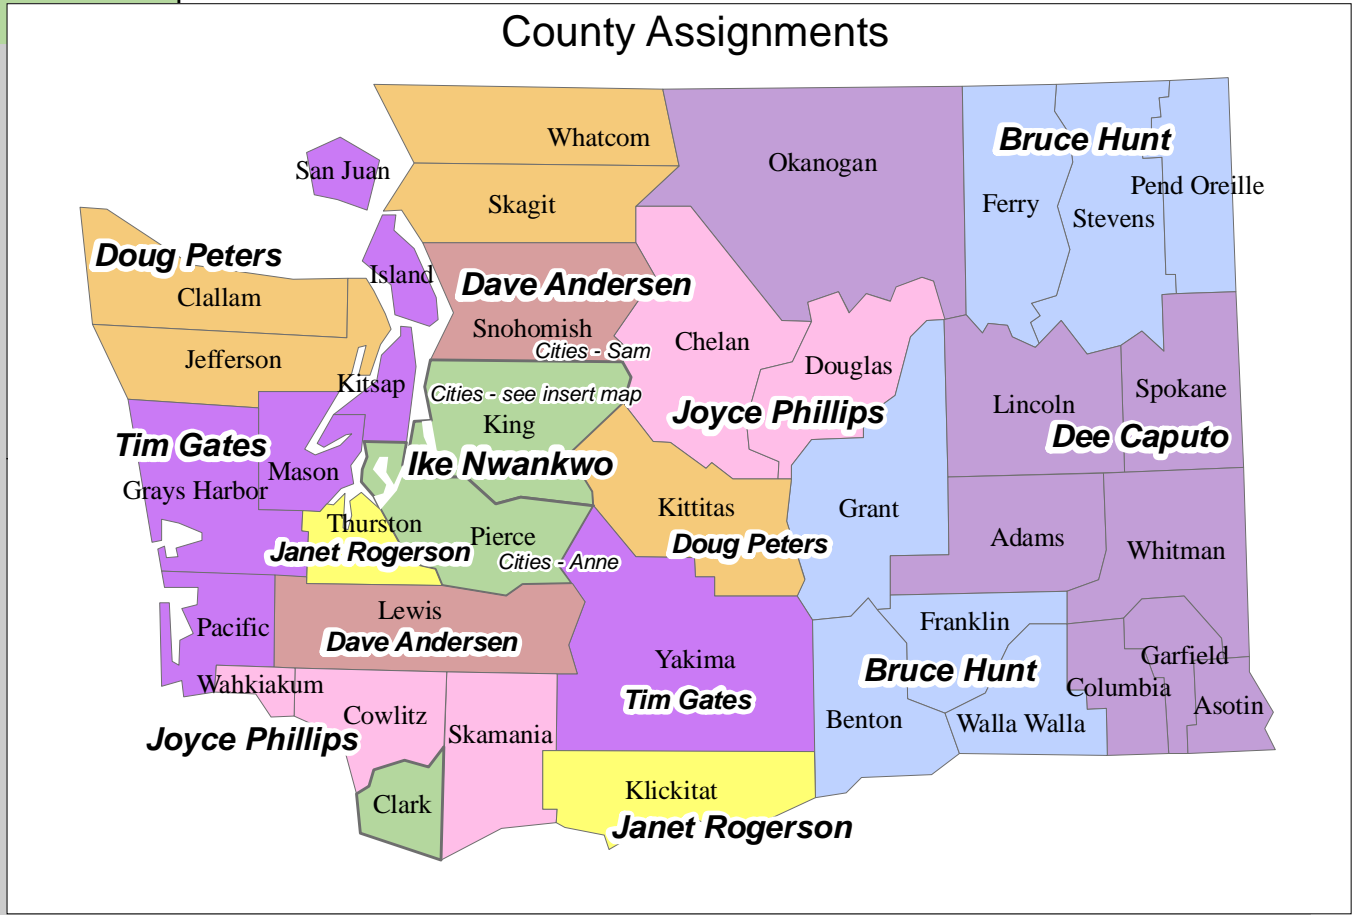 County Assignments
Whatcom
Bruce Hunt
San Juan
Okanogan
Pend Oreille
Skagit
Ferry
Stevens
Doug Peters
Island
Dave Andersen
Clallam
Snohomish
Cities - Sam
Chelan
Jefferson
Douglas
Kitsap
Cities - see insert map
Spokane
Lincoln
Joyce Phillips
King
Dee Caputo
Tim Gates
Ike Nwankwo
Mason
Grays Harbor
Kittitas
Grant
Thurston
Pierce
Adams
Janet Rogerson
Doug Peters
Whitman
Cities - Anne
Lewis
Franklin
Pacific
Dave Andersen
Yakima
Garfield
Bruce Hunt
Wahkiakum
Columbia
Tim Gates
Asotin
Cowlitz
Benton
Walla Walla
Joyce Phillips
Skamania
Klickitat
Clark
Janet Rogerson